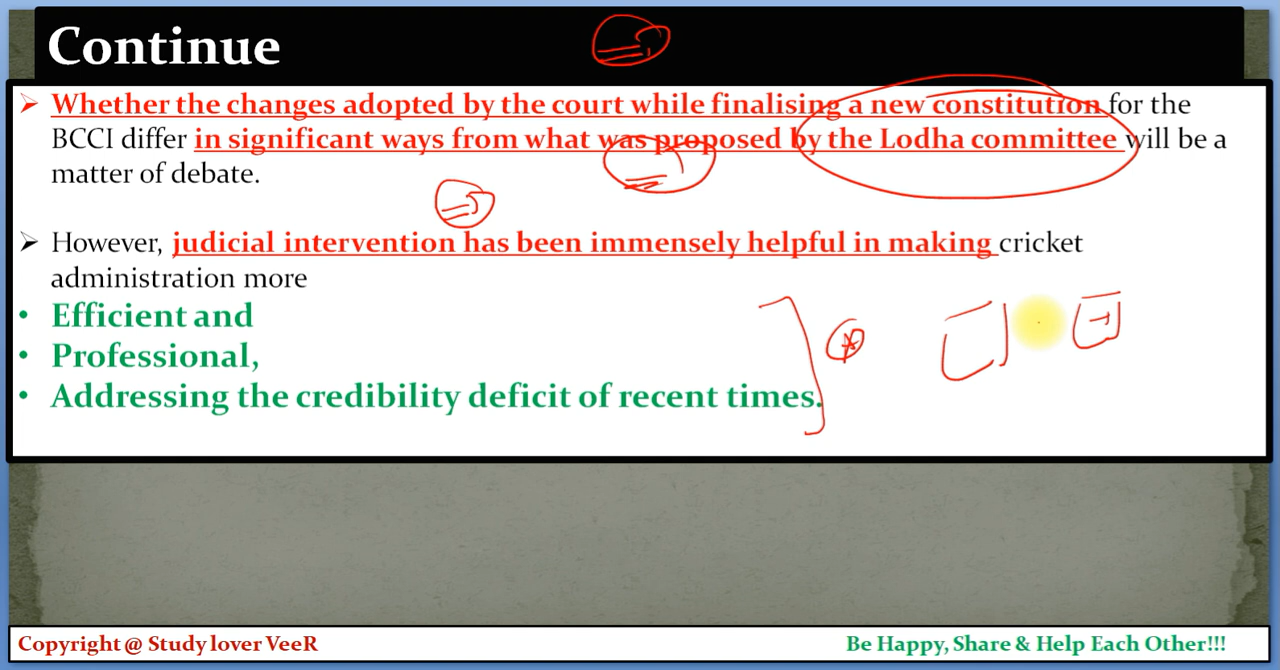 Continue
➢ Whether the changes adopted by the court while finalising a new constitution for the
BCCI differ in significant ways from what was proposed by the Lodha committee will be a
matter of debate.
➢ However, judicial intervention has been immensely helpful in making cricket
administration more
• Efficient and
• Professional,
• Addressing the credibility deficit of recent times.
Copyright @ Study lover VeeR
Be Happy, Share & Help Each Other!!!